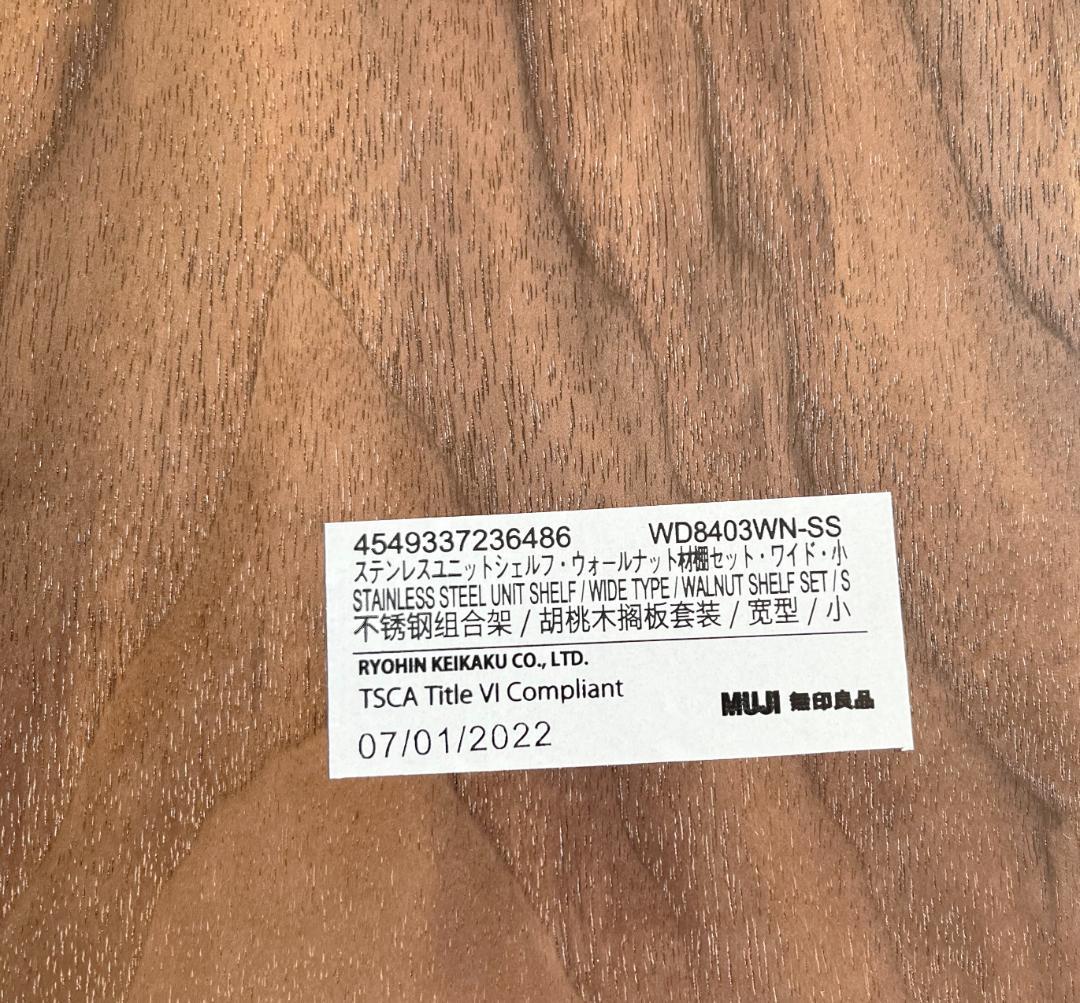 4549337236486 WD8403WN-SS
ステンレスユニットシェルフ・ウォールナット材棚セット・ワイド・小
STAINLESS STEEL UNIT SHELF / WIDE TYPE / WALNUT SHELF SET / S
不锈钢组合架 / 胡桃木搁板套装 / 宽型 / 小
RYOHIN KEIKAKU CO., LTD.
TSCA Title VI Compliant
MUJI 無印良品
07/01/2022